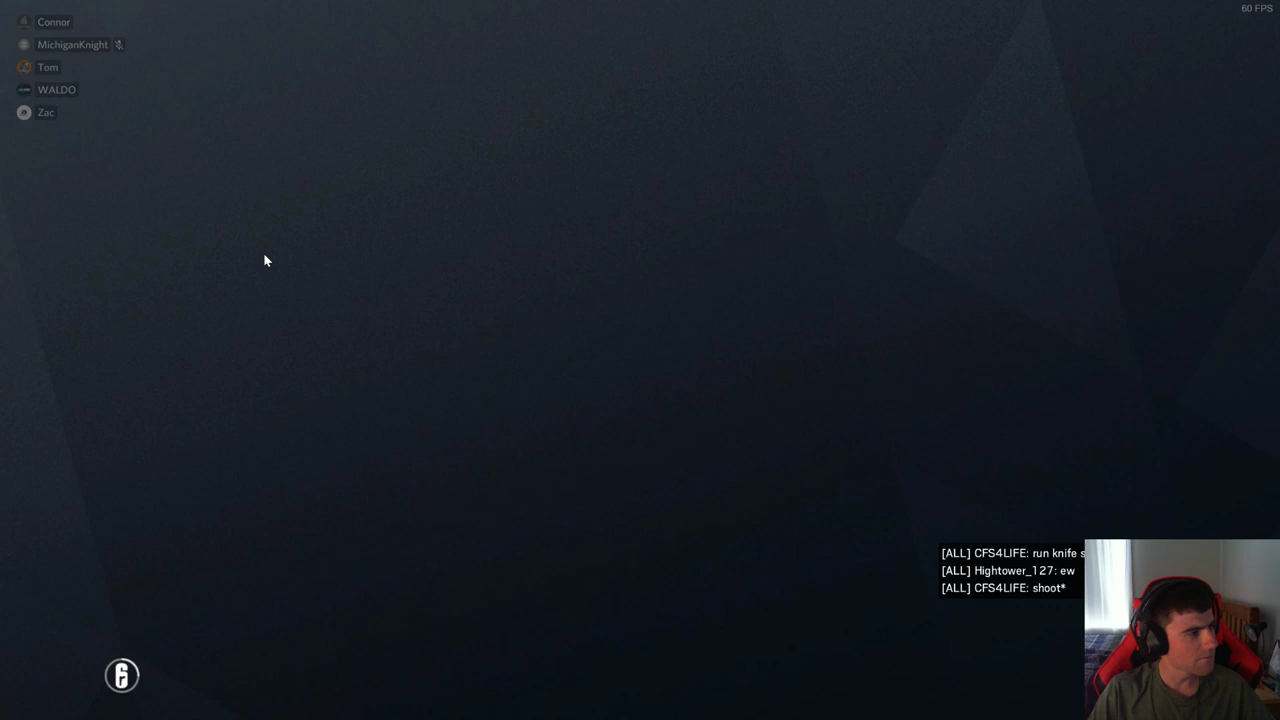 60 FPS
Connor
MichiganKnight
Tom
WALDO
Zac
[ALL] CFS4LIFE: run knife s
[ALL] Hightower_127: ew
[ALL] CFS4LIFE: shoot*